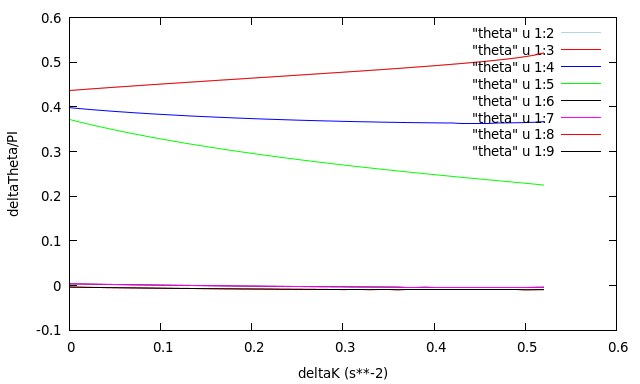 0.6
0.5
0.4
0.3
0.2
0.1
0
-0.1
0
0.1
0.2
0.3
0.4
0.5
0.6
deltaTheta/PI
deltaK (s**-2)
"theta" u 1:2
"theta" u 1:3
"theta" u 1:4
"theta" u 1:5
"theta" u 1:6
"theta" u 1:7
"theta" u 1:8
"theta" u 1:9